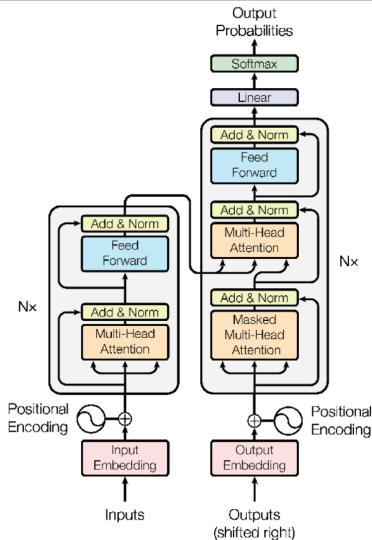 Output
Probabilities
Softmax
Linear
Add & Norm
Feed
Forward
Add & Norm
Multi-Head
Attention
Add & Norm
Masked
Multi-Head
Attention
Nx
Add & Norm
Feed
Forward
Add & Norm
Multi-Head
Attention
Nx
Positional
Encoding
Positional
Encoding
Input
Embedding
Output
Embedding
Inputs
Outputs
(shifted right)